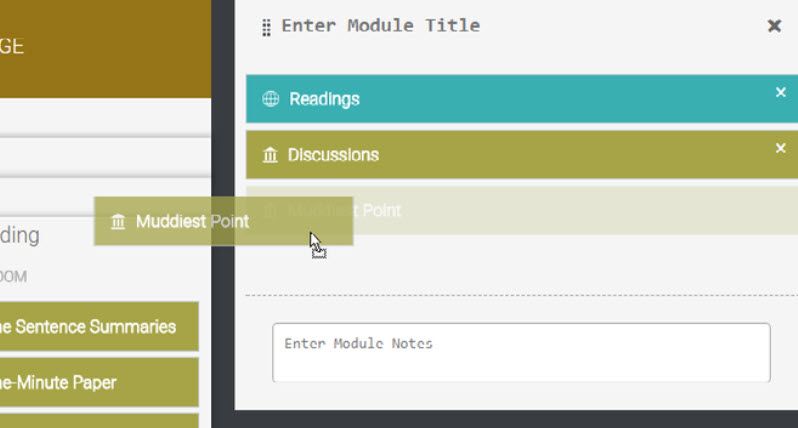 GE
Enter Module Title
Readings
Discussions
Muddiest Point
Muddiest Point
ding
OOM
ne Sentence Summaries
ne-Minute Paper
Enter Module Notes